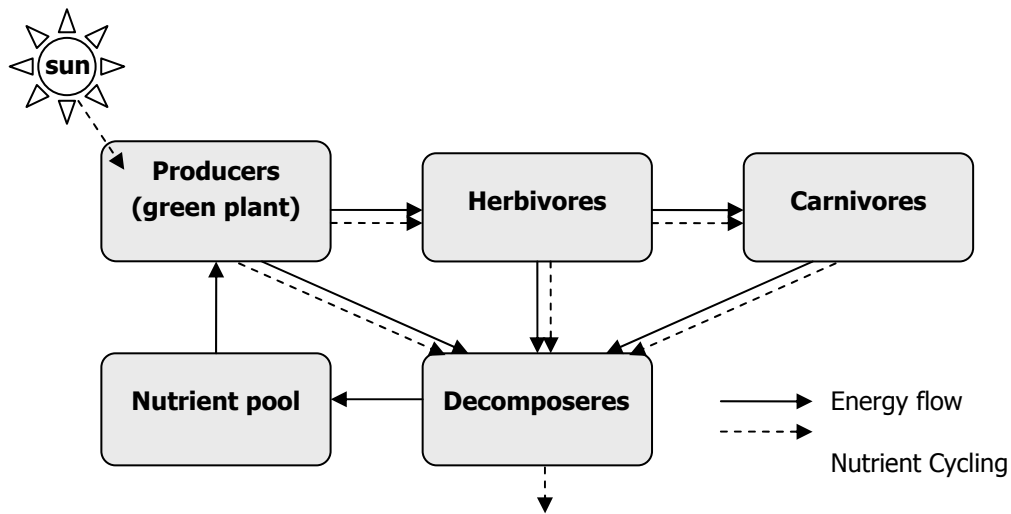 sun
Producers
(green plant)
Herbivores
Carnivores
Nutrient pool
Decomposeres
Energy flow
Nutrient Cycling